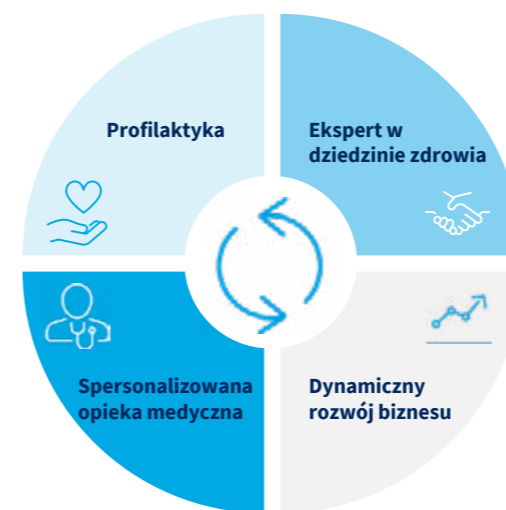 Profilaktyka
Ekspert w
dziedzinie zdrowia
Spersonalizowana
opieka medyczna
Dynamiczny
rozwój biznesu